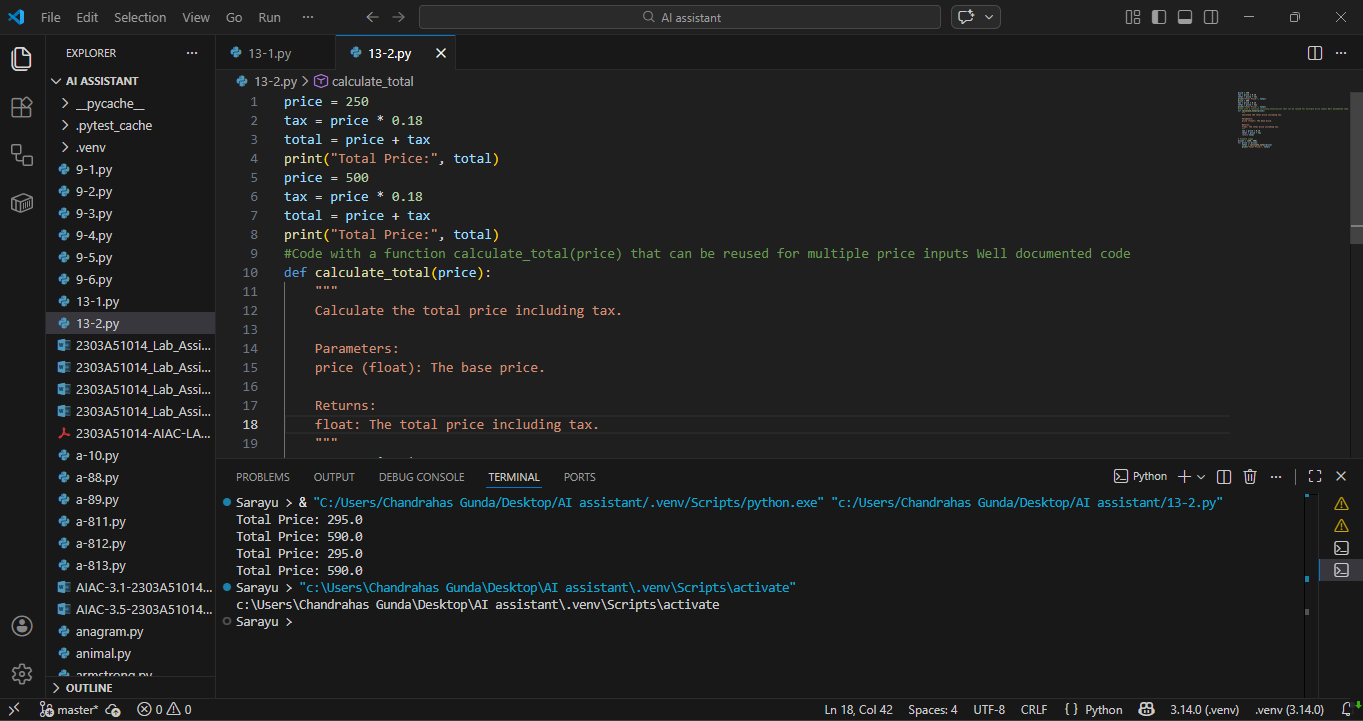 File Edit Selection View Go Run ··· AI assistant
EXPLORER ···
13-1.py
13-2.py
AI ASSISTANT
__pycache__
.pytest_cache
.venv
9-1.py
9-2.py
9-3.py
9-4.py
9-5.py
9-6.py
13-1.py
13-2.py
2303A51014_Lab_Assi...
2303A51014_Lab_Assi...
2303A51014_Lab_Assi...
2303A51014_Lab_Assi...
2303A51014-AIAC-LA...
a-10.py
a-88.py
a-89.py
a-811.py
a-812.py
a-813.py
AIAC-3.1-2303A51014...
AIAC-3.5-2303A51014...
anagram.py
animal.py
armstrong.py
OUTLINE
13-2.py > calculate_total
1 price = 250
2 tax = price * 0.18
3 total = price + tax
4 print("Total Price:", total)
5 price = 500
6 tax = price * 0.18
7 total = price + tax
8 print("Total Price:", total)
9 #Code with a function calculate_total(price) that can be reused for multiple price inputs Well documented code
10 def calculate_total(price):
11 """
12 Calculate the total price including tax.
13
14 Parameters:
15 price (float): The base price.
16
17 Returns:
18 float: The total price including tax.
19 """
PROBLEMS OUTPUT DEBUG CONSOLE TERMINAL PORTS
Python
Sarayu > & "C:/Users/Chandrahas Gunda/Desktop/AI assistant/.venv/Scripts/python.exe" "c:/Users/Chandrahas Gunda/Desktop/AI assistant/13-2.py"
Total Price: 295.0
Total Price: 590.0
Total Price: 295.0
Total Price: 590.0
Sarayu > "c:\Users\Chandrahas Gunda\Desktop\AI assistant\.venv\Scripts\activate"
c:\Users\Chandrahas Gunda\Desktop\AI assistant\.venv\Scripts\activate
Sarayu >
master* 0 0 Ln 18, Col 42 Spaces: 4 UTF-8 CRLF { } Python 3.14.0 (.venv) .venv (3.14.0)